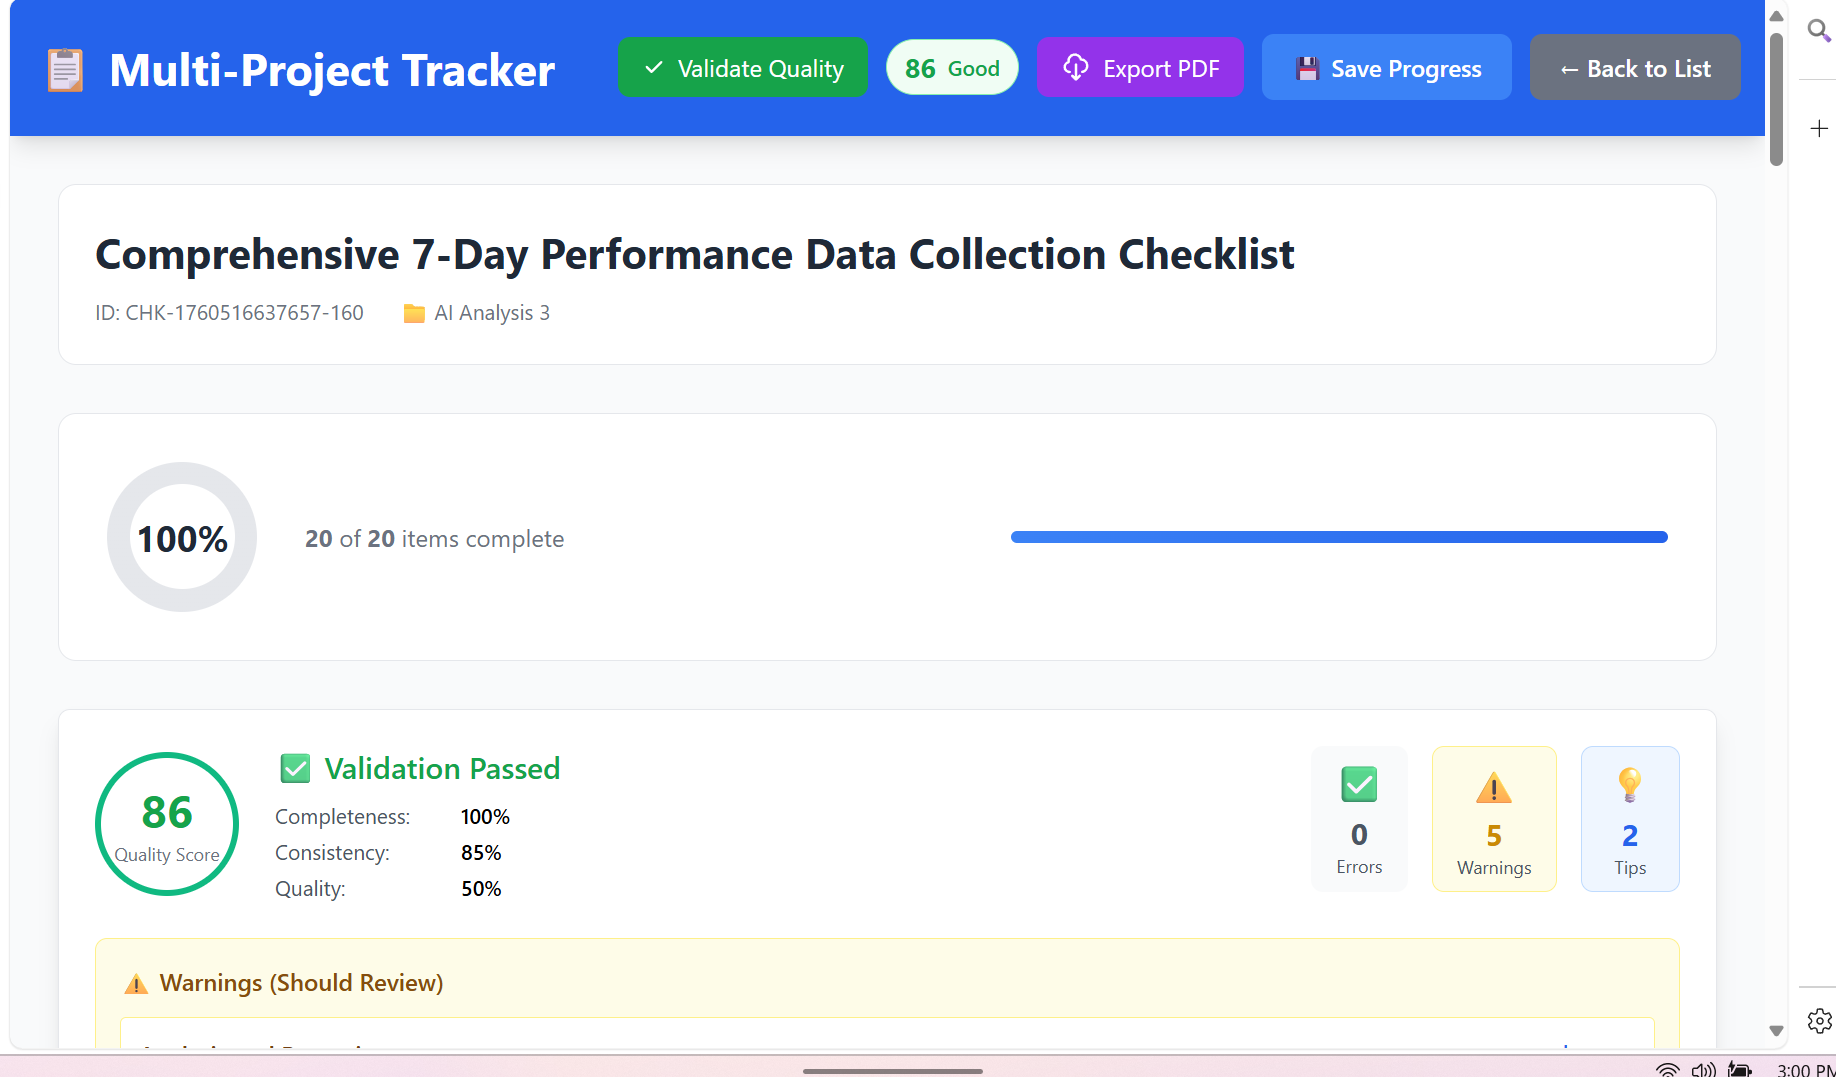 Multi-Project Tracker
✓ Validate Quality
86 Good
Export PDF
Save Progress
← Back to List
Comprehensive 7-Day Performance Data Collection Checklist
ID: CHK-1760516637657-160
AI Analysis 3
100%
20 of 20 items complete
86
Quality Score
Validation Passed
Completeness: 100%
Consistency: 85%
Quality: 50%
0
Errors
5
Warnings
2
Tips
Warnings (Should Review)
3:00 PM